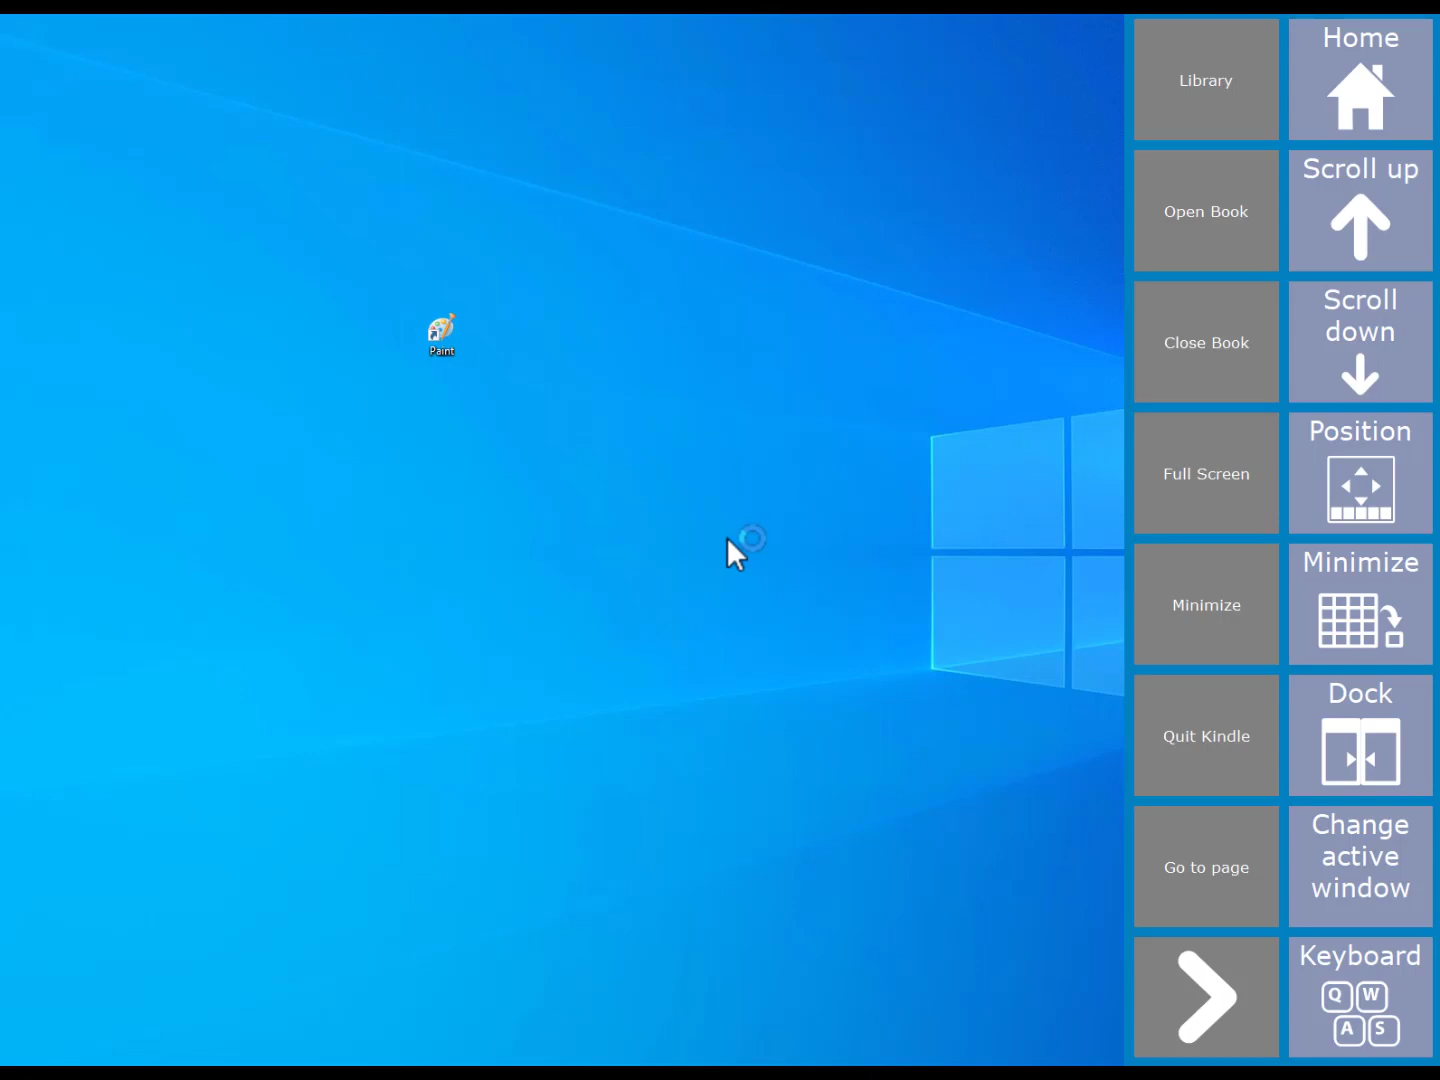 Library
Home
Open Book
Scroll up
Close Book
Scroll
down
Paint
Full Screen
Position
Minimize
Minimize
Quit Kindle
Dock
Go to page
Change
active
window
Keyboard
Q W
A S